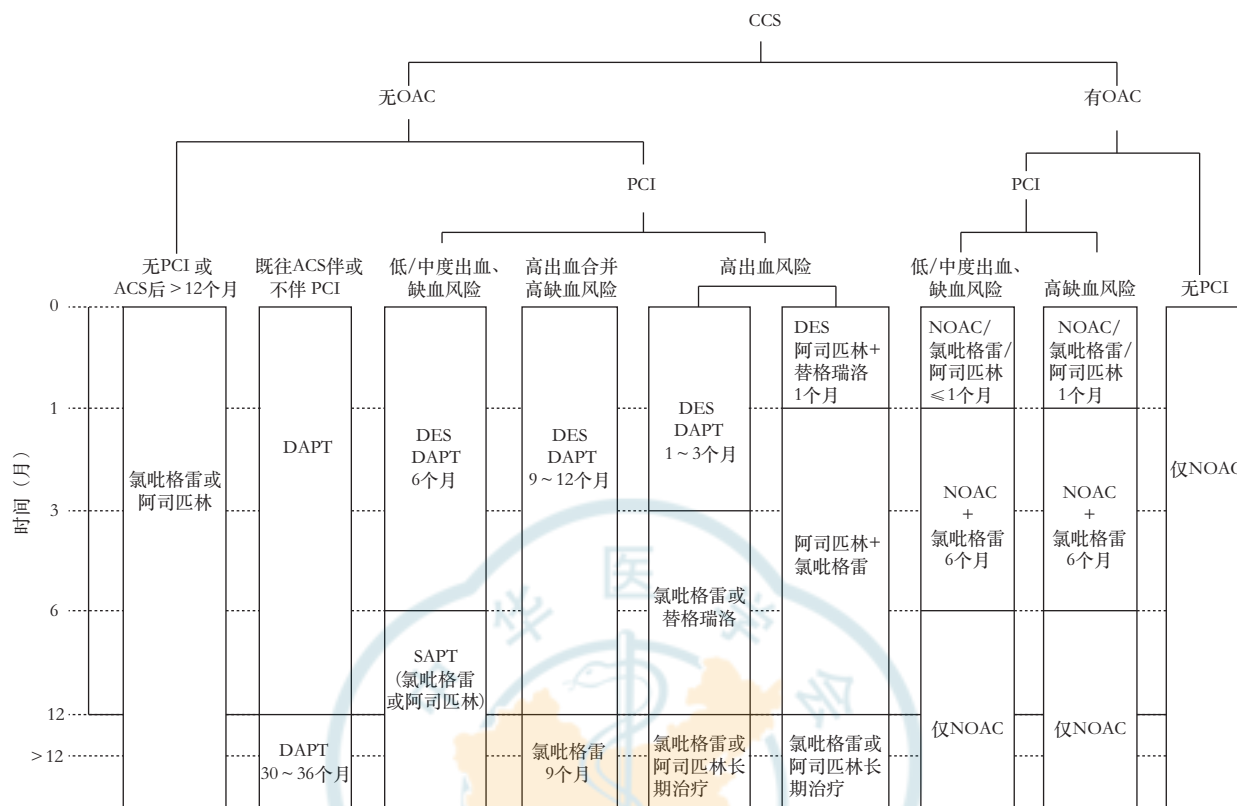 CCS
无OAC
有OAC
PCI
PCI
无PCI 或
ACS后 > 12个月
既往ACS伴或
不伴 PCI
低/中度出血、
缺血风险
高出血合并
高缺血风险
高出血风险
低/中度出血、
缺血风险
高缺血风险
无PCI
时间（月）
0
1
3
6
12
>12
氯吡格雷或
阿司匹林
DAPT
DAPT
30～36个月
DES
DAPT
6个月
SAPT
(氯吡格雷
或阿司匹林)
DES
DAPT
9～12个月
氯吡格雷
9个月
DES
DAPT
1～3个月
氯吡格雷或
替格瑞洛
氯吡格雷或
阿司匹林长
期治疗
DES
阿司匹林+
替格瑞洛
1个月
阿司匹林+
氯吡格雷
氯吡格雷或
阿司匹林长
期治疗
NOAC/
氯吡格雷/
阿司匹林
≤1个月
NOAC
+
氯吡格雷
6个月
仅NOAC
NOAC/
氯吡格雷/
阿司匹林
1个月
NOAC
+
氯吡格雷
6个月
仅NOAC
仅NOAC
中华医学会